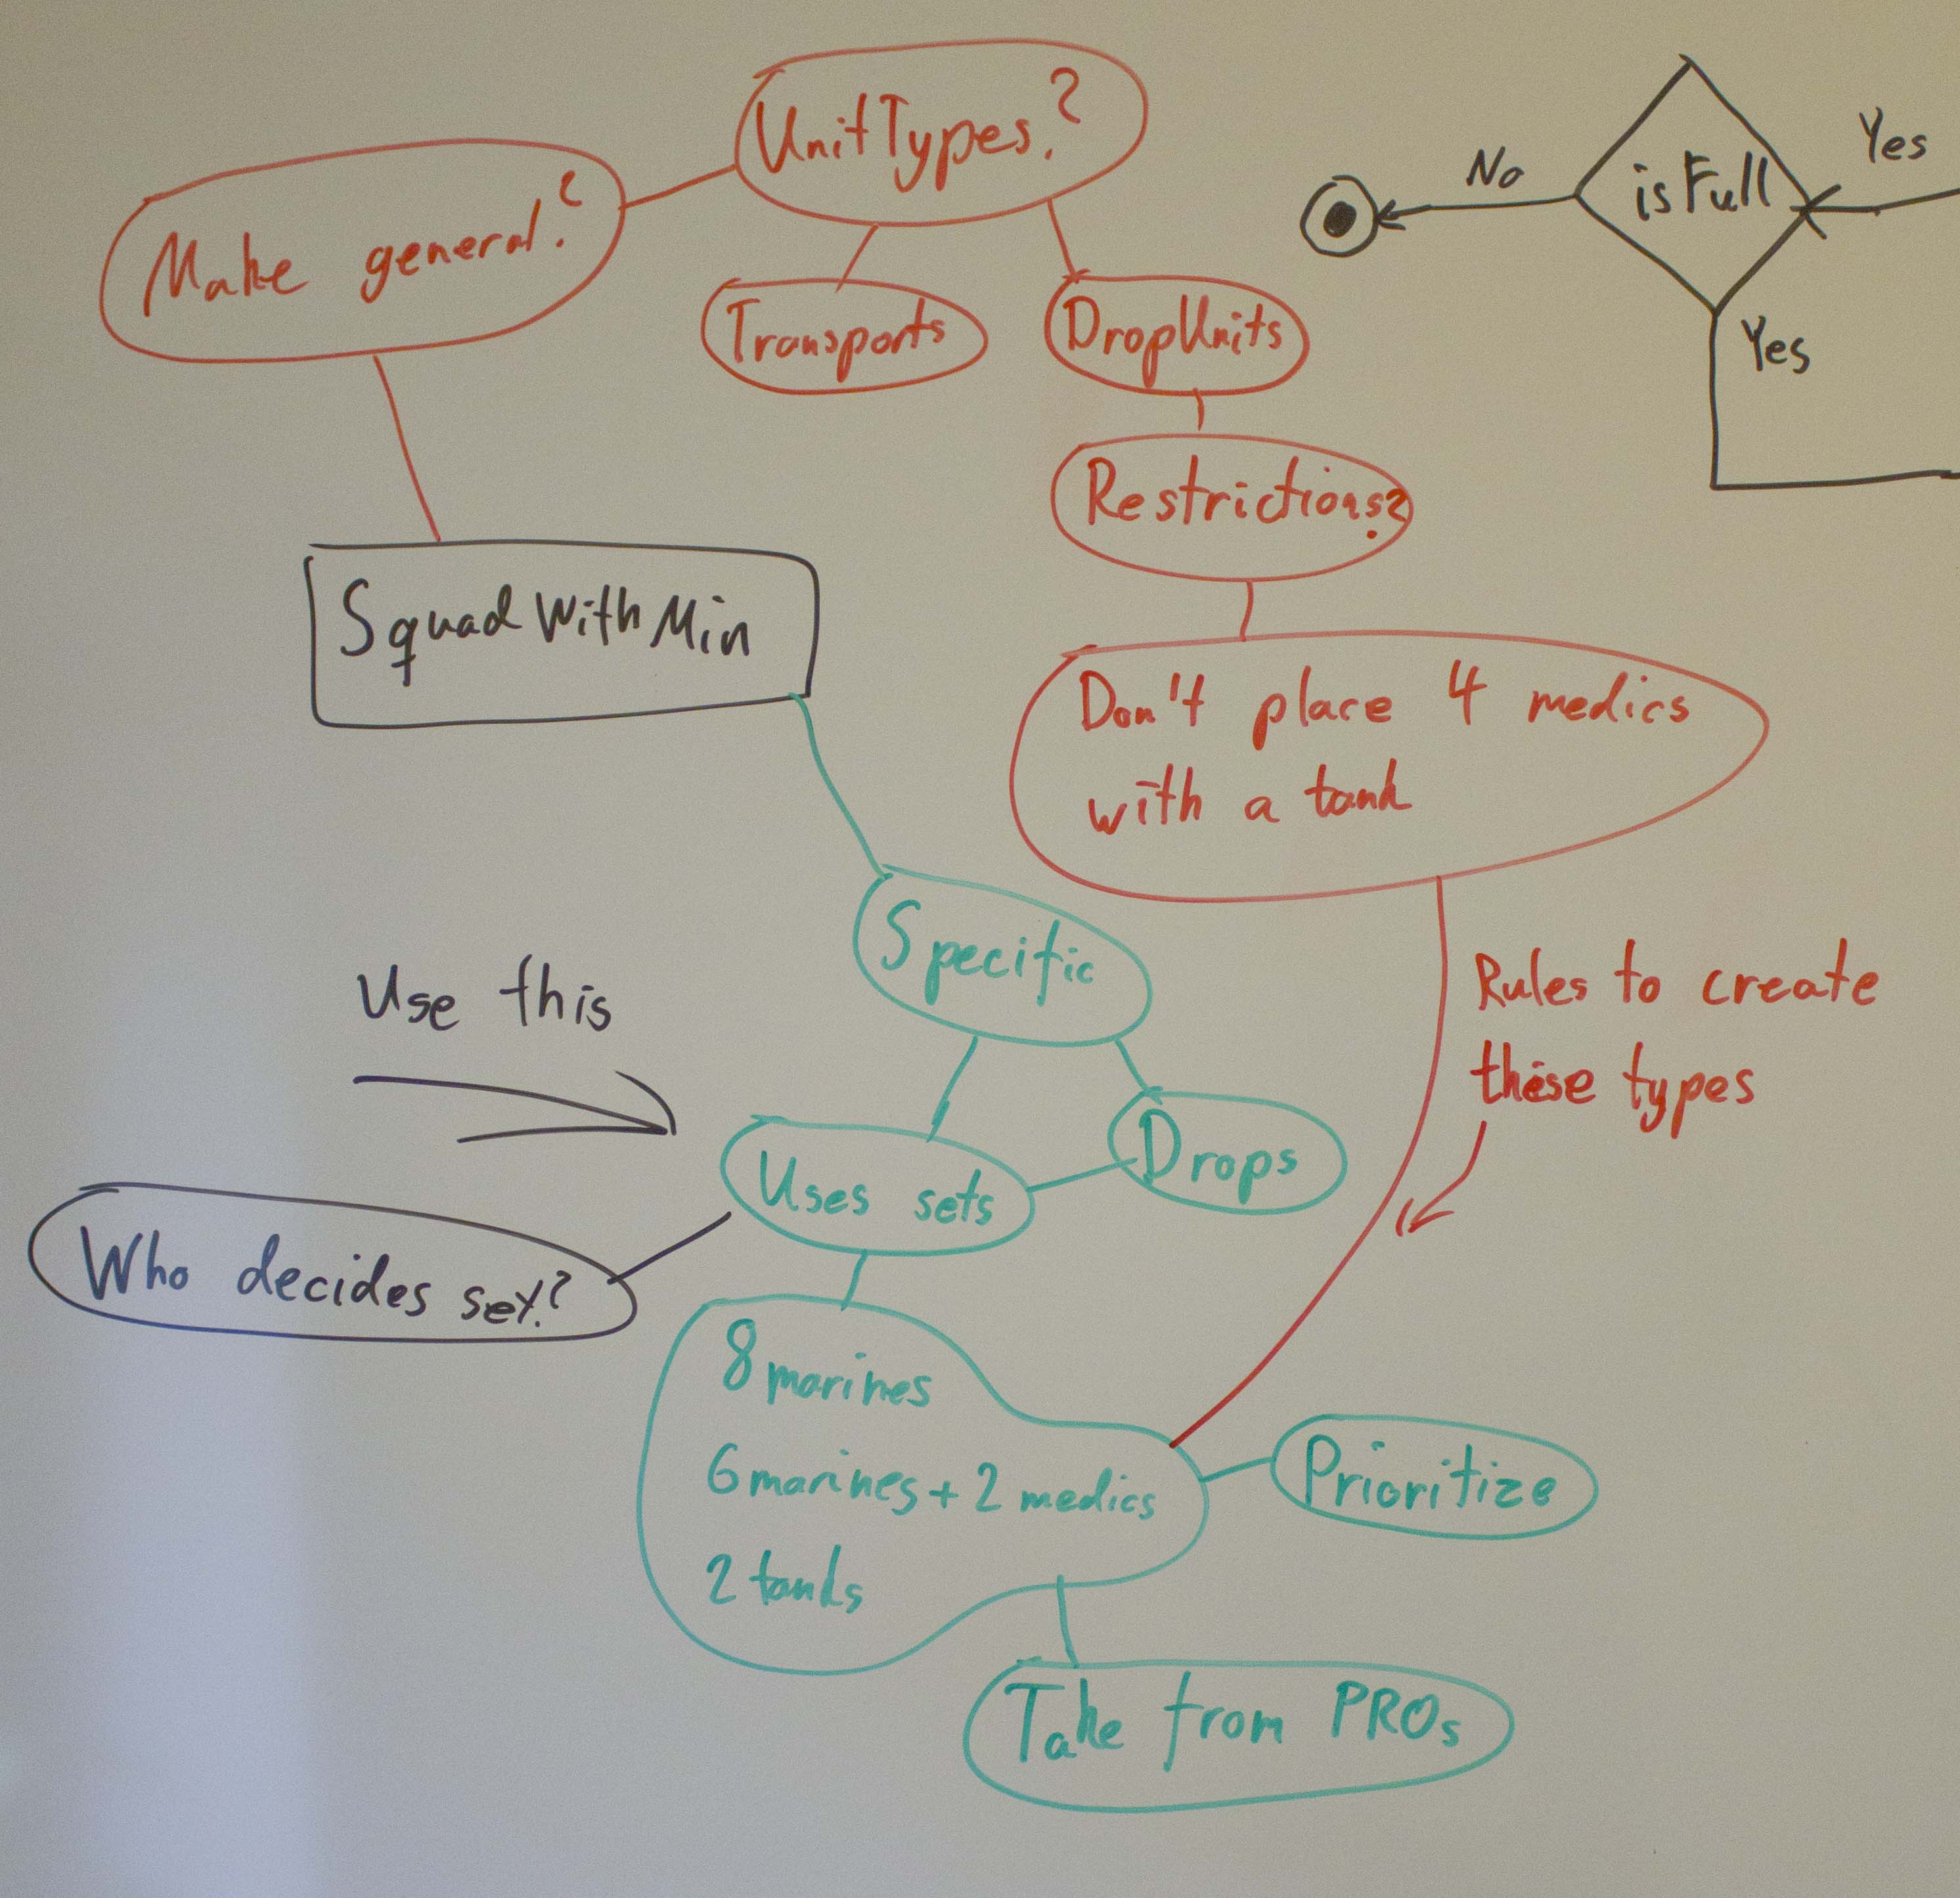 UnitTypes?
Make general?
Transports
DropUnits
Restrictions?
No
isFull
Yes
Yes
SquadWithMin
Don't place 4 medics
with a tank
Specific
Use this
Rules to create
these types
Uses sets
Drops
Who decides set?
8 marines
6 marines + 2 medics
2 tanks
Prioritize
Take from PROs